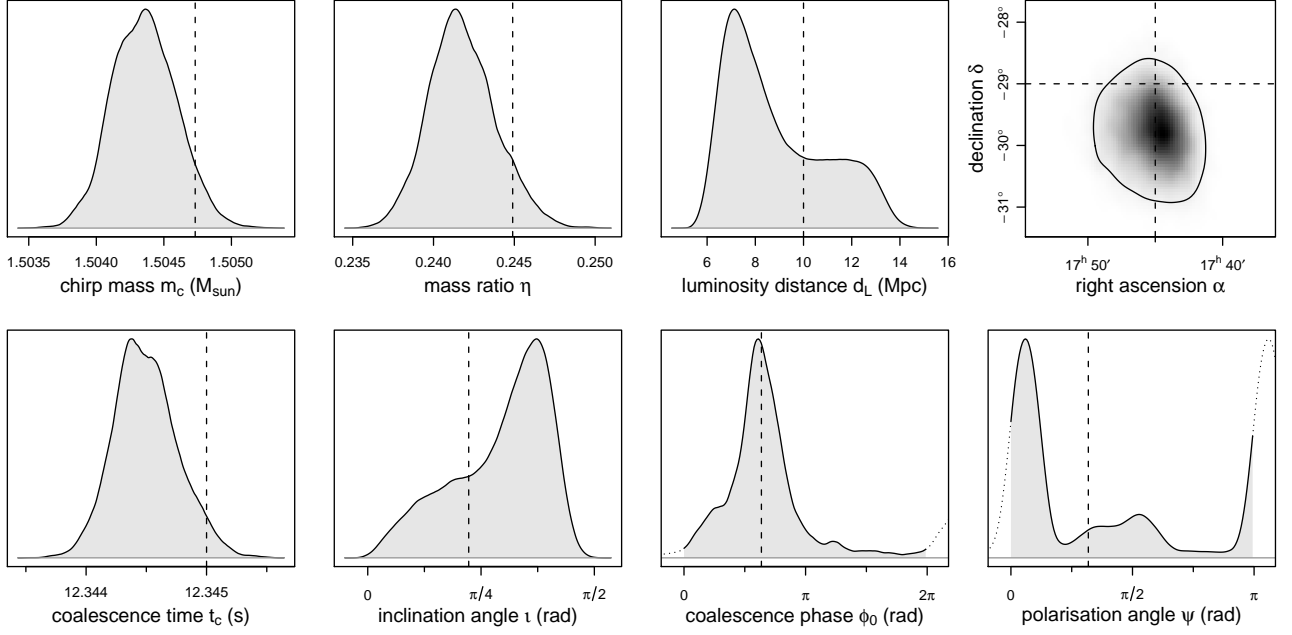 1.5035 1.5040 1.5045 1.5050
chirp mass m_c (M_sun)
0.235 0.240 0.245 0.250
mass ratio η
6 8 10 12 14 16
luminosity distance d_L (Mpc)
−28°
−29°
−30°
−31°
declination δ
17ʰ 50′ 17ʰ 40′
right ascension α
12.344 12.345
coalescence time t_c (s)
0 π/4 π/2
inclination angle ι (rad)
0 π 2π
coalescence phase ϕ₀ (rad)
0 π/2 π
polarisation angle ψ (rad)